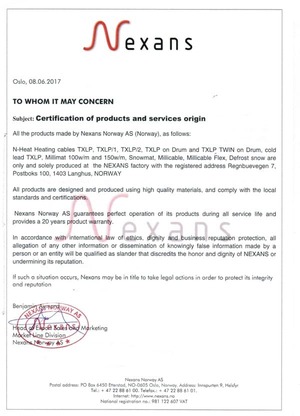 Nexans
Oslo, 08.06.2017
TO WHOM IT MAY CONCERN
Subject: Certification of products and services origin
All the products made by Nexans Norway AS (Norway), as follows:
N-Heat Heating cables TXLP, TXLP/1, TXLP/2, TXLP on Drum and TXLP TWIN on Drum, cold
lead TXLP, Millimat 100w/m and 150w/m, Snowmat, Millicable, Millicable Flex, Defrost snow are
only and solely produced at the NEXANS factory with the registered address Regnbuevegen 7,
Postboks 100, 1403 Langhus, NORWAY
All products are designed and produced using high quality materials, and comply with the local
standards and certifications.
Nexans Norway AS guarantees perfect operation of its products during all service life and
provides a 20 years product warranty.
Nexans
In accordance with international law of ethics, dignity and business reputation protection, all
allegation of any other information or dissemination of knowingly false information made by a
person or entity will be qualified as slander that discredits the honor and dignity of NEXANS or
undermining its reputation.
If such a situation occurs, Nexans may be in title to take legal actions in order to protect its integrity
and reputation
Benjamin
NORWAY AS
Head of Export Sales and Marketing
Market Line Division
Nexans Norway AS
Nexans Norway AS
Postal address: PO Box 6450 Etterstad, NO-0605 Oslo, Norway. Address: Innspurten 9, Helsfyr
Tel.: + 47 22 88 61 00. Telefax.: + 47 22 88 61 01.
Internet: http://www.nexans.no
National registration no.: 981 122 607 VAT